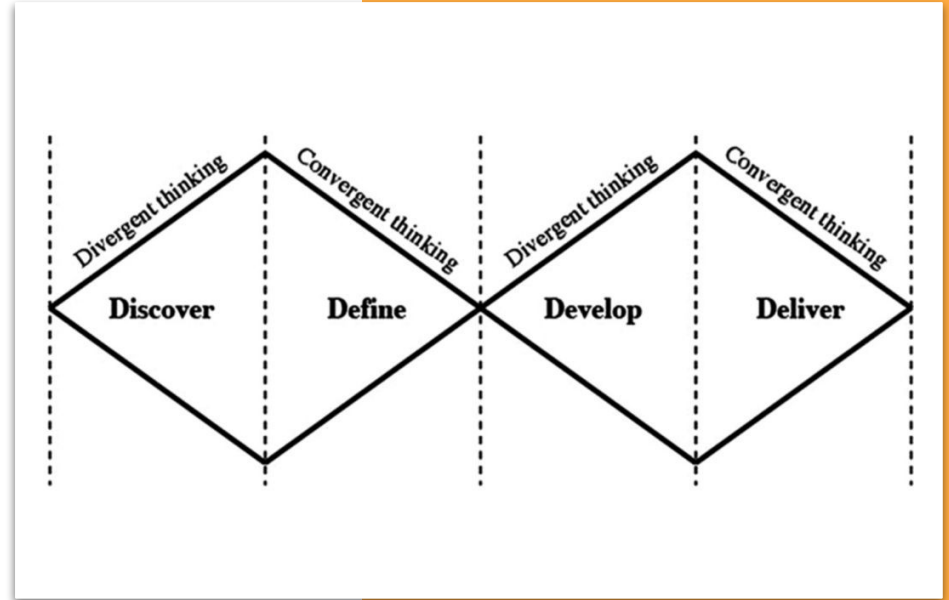 Divergent thinking
Convergent thinking
Divergent thinking
Convergent thinking
Discover
Define
Develop
Deliver